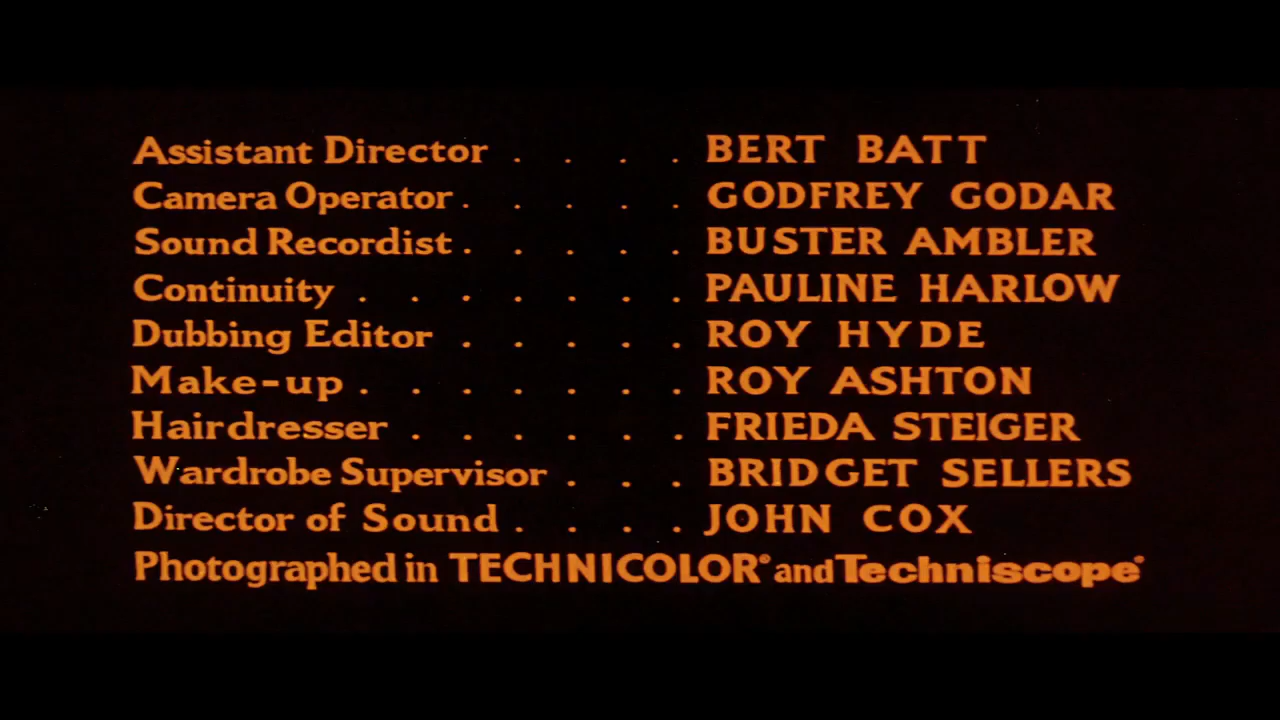 Assistant Director . . . . BERT BATT
Camera Operator . . . . . GODFREY GODAR
Sound Recordist . . . . . BUSTER AMBLER
Continuity . . . . . . . PAULINE HARLOW
Dubbing Editor . . . . . ROY HYDE
Make-up . . . . . . . ROY ASHTON
Hairdresser . . . . . . FRIEDA STEIGER
Wardrobe Supervisor . . . BRIDGET SELLERS
Director of Sound . . . . JOHN COX
Photographed in TECHNICOLOR® and Techniscope®